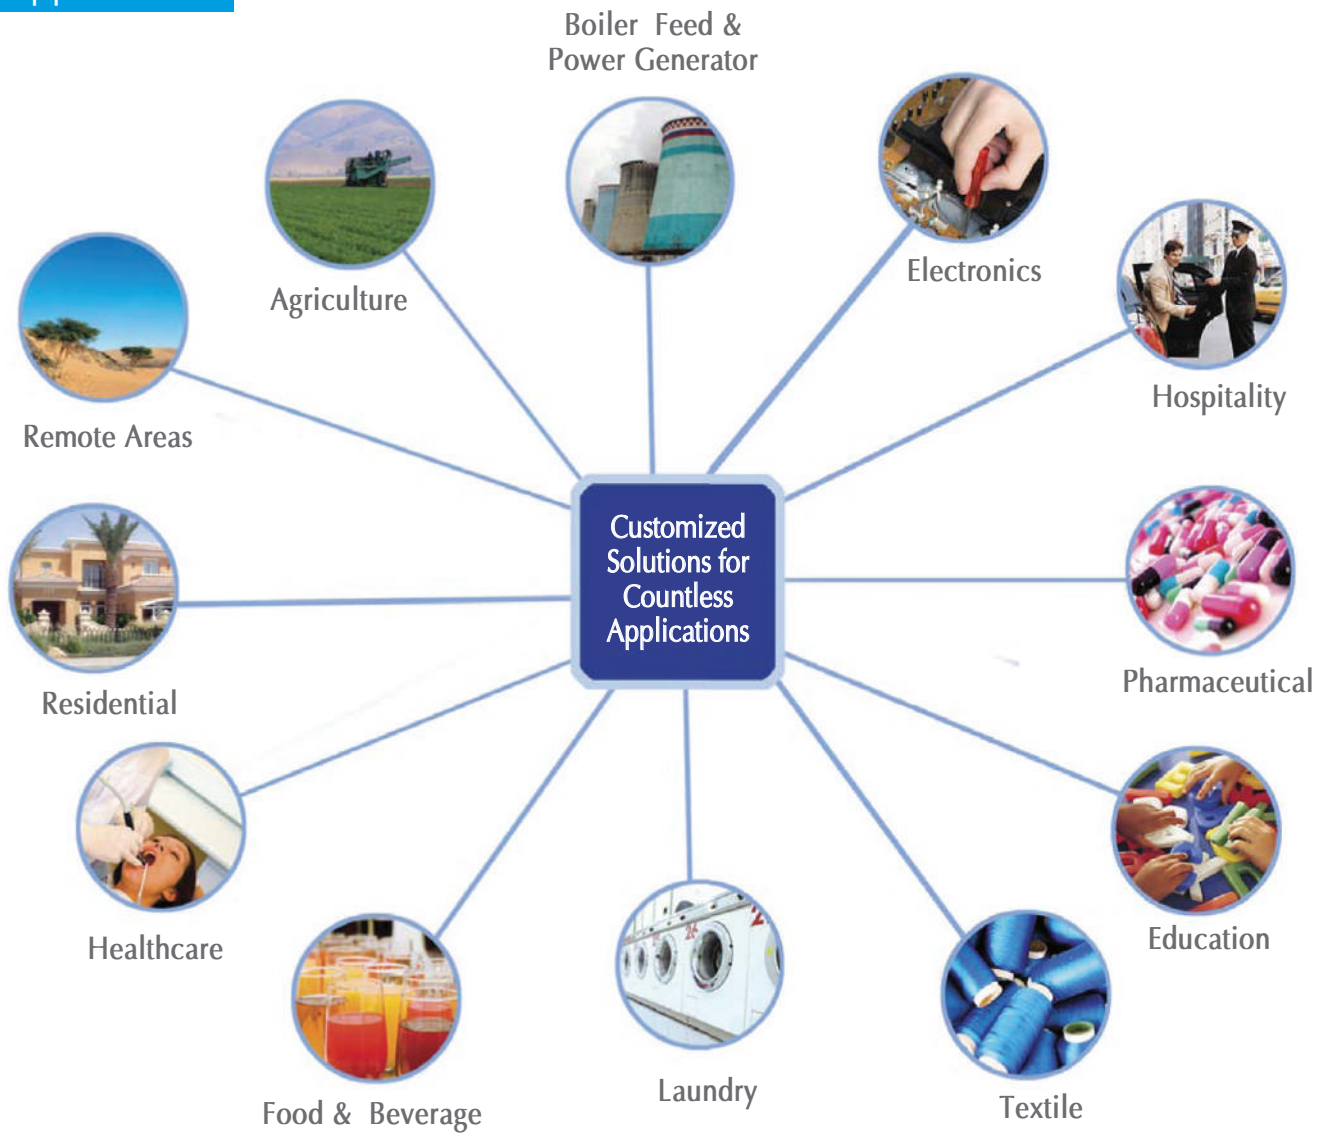 Boiler Feed &
Power Generator
Electronics
Agriculture
Hospitality
Remote Areas
Customized
Solutions for
Countless
Applications
Pharmaceutical
Residential
Education
Healthcare
Laundry
Textile
Food & Beverage